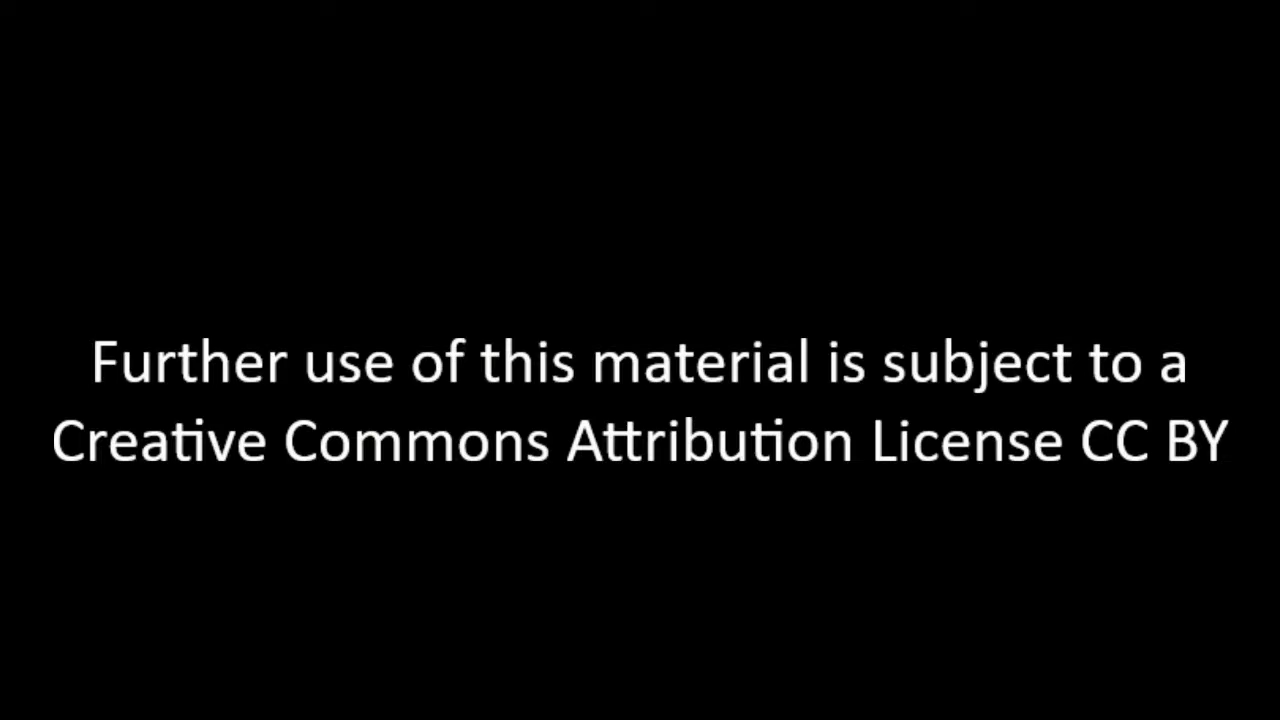 Further use of this material is subject to a
Creative Commons Attribution License CC BY